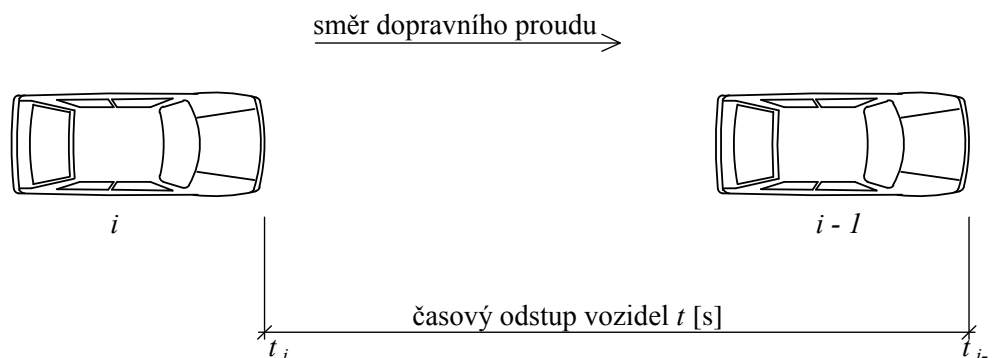 směr dopravního proudu
i
i - 1
časový odstup vozidel t [s]
t i
t i-